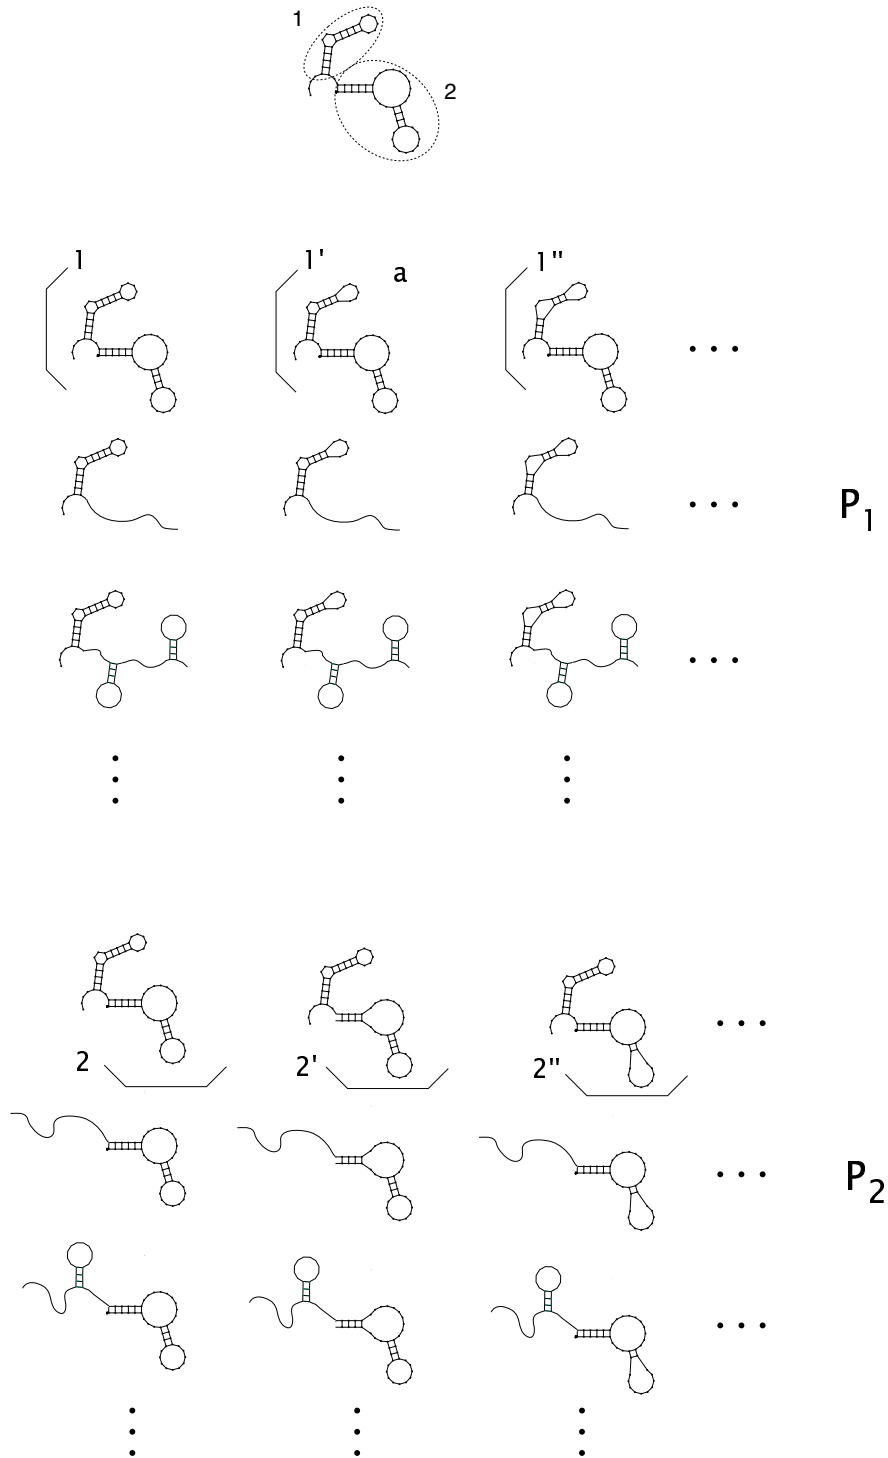 1
2
1 1' a 1"
. . .
. . .
P1
. . .
2 2' 2"
. . .
. . .
P2
. . .